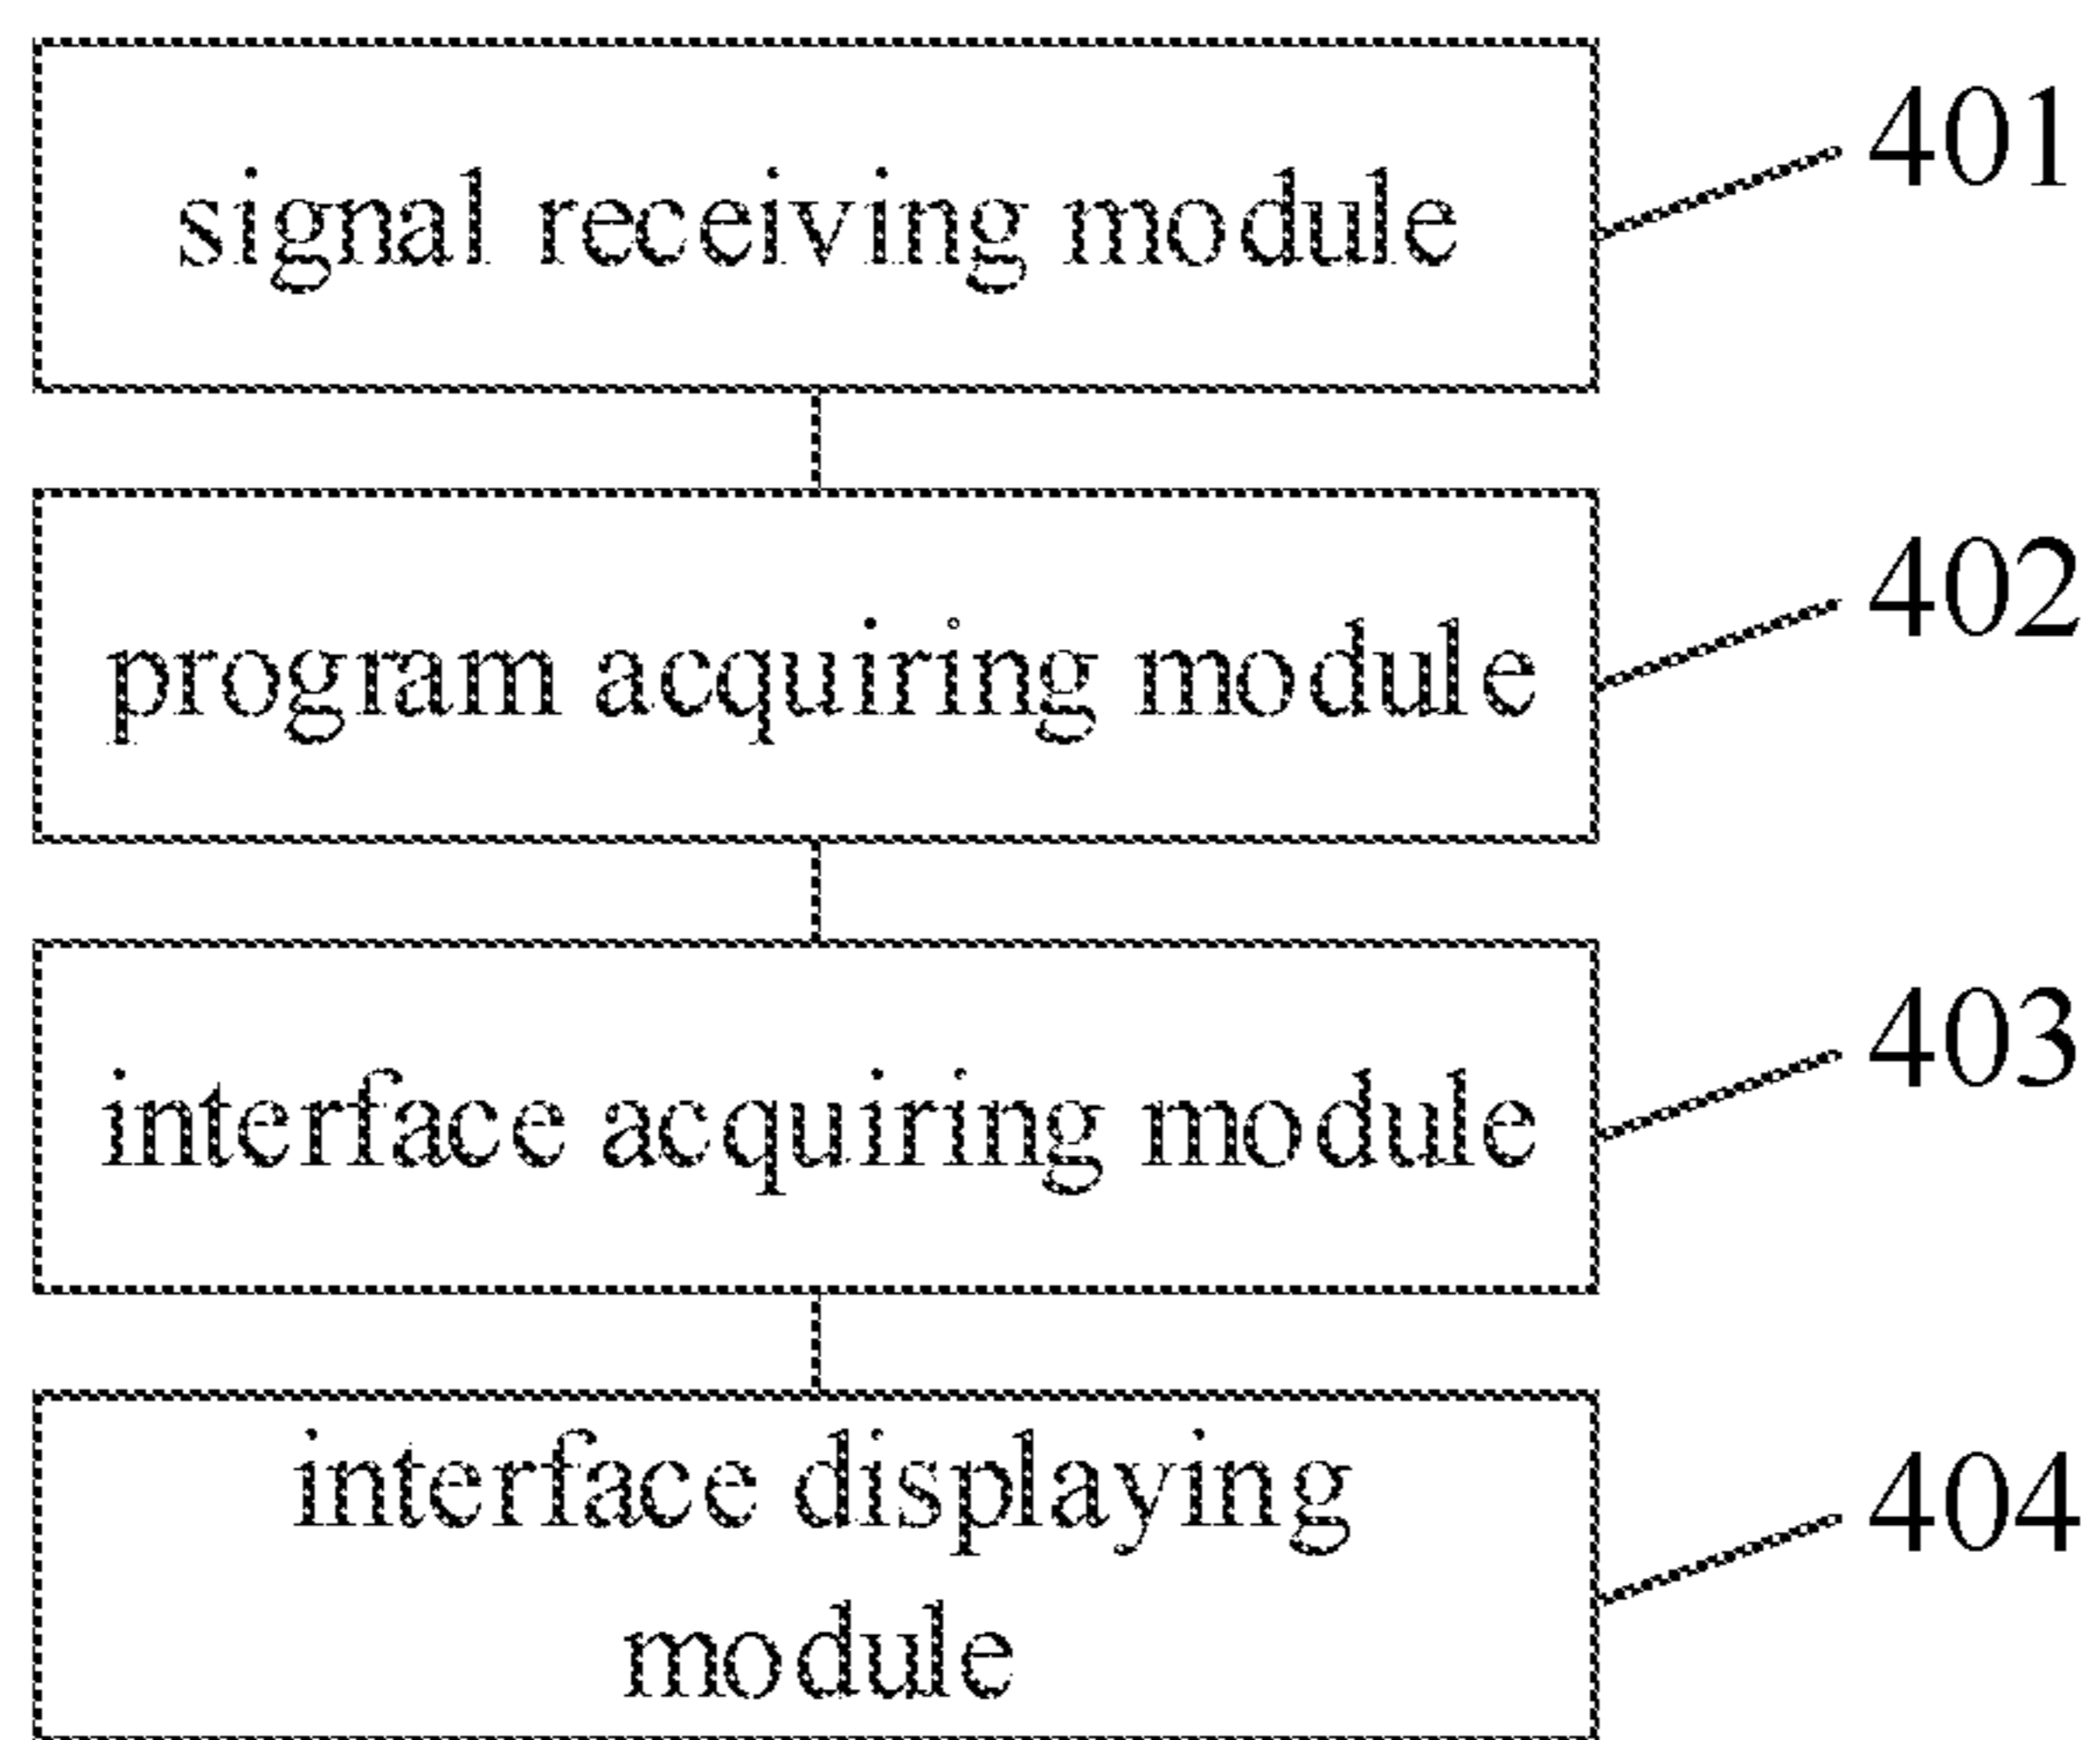 signal receiving module
401
program acquiring module
402
interface acquiring module
403
interface displaying
module
404